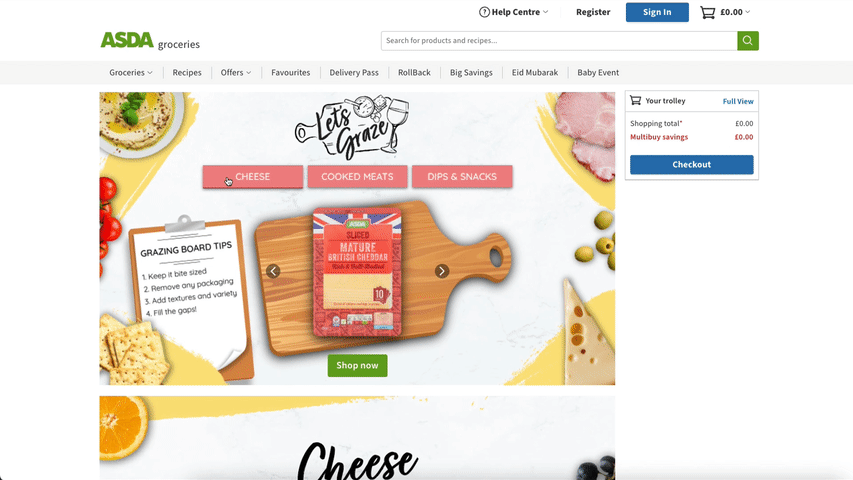 Help Centre
Register
Sign In
£0.00
ASDA groceries
Search for products and recipes...
Groceries
Recipes
Offers
Favourites
Delivery Pass
RollBack
Big Savings
Eid Mubarak
Baby Event
Let's Graze
CHEESE
COOKED MEATS
DIPS & SNACKS
GRAZING BOARD TIPS
1. Keep it bite sized
2. Remove any packaging
3. Add textures and variety
4. Fill the gaps!
ASDA
SLICED
MATURE
BRITISH CHEDDAR
10
Shop now
Your trolley
Full View
Shopping total* £0.00
Multibuy savings £0.00
Checkout
Cheese